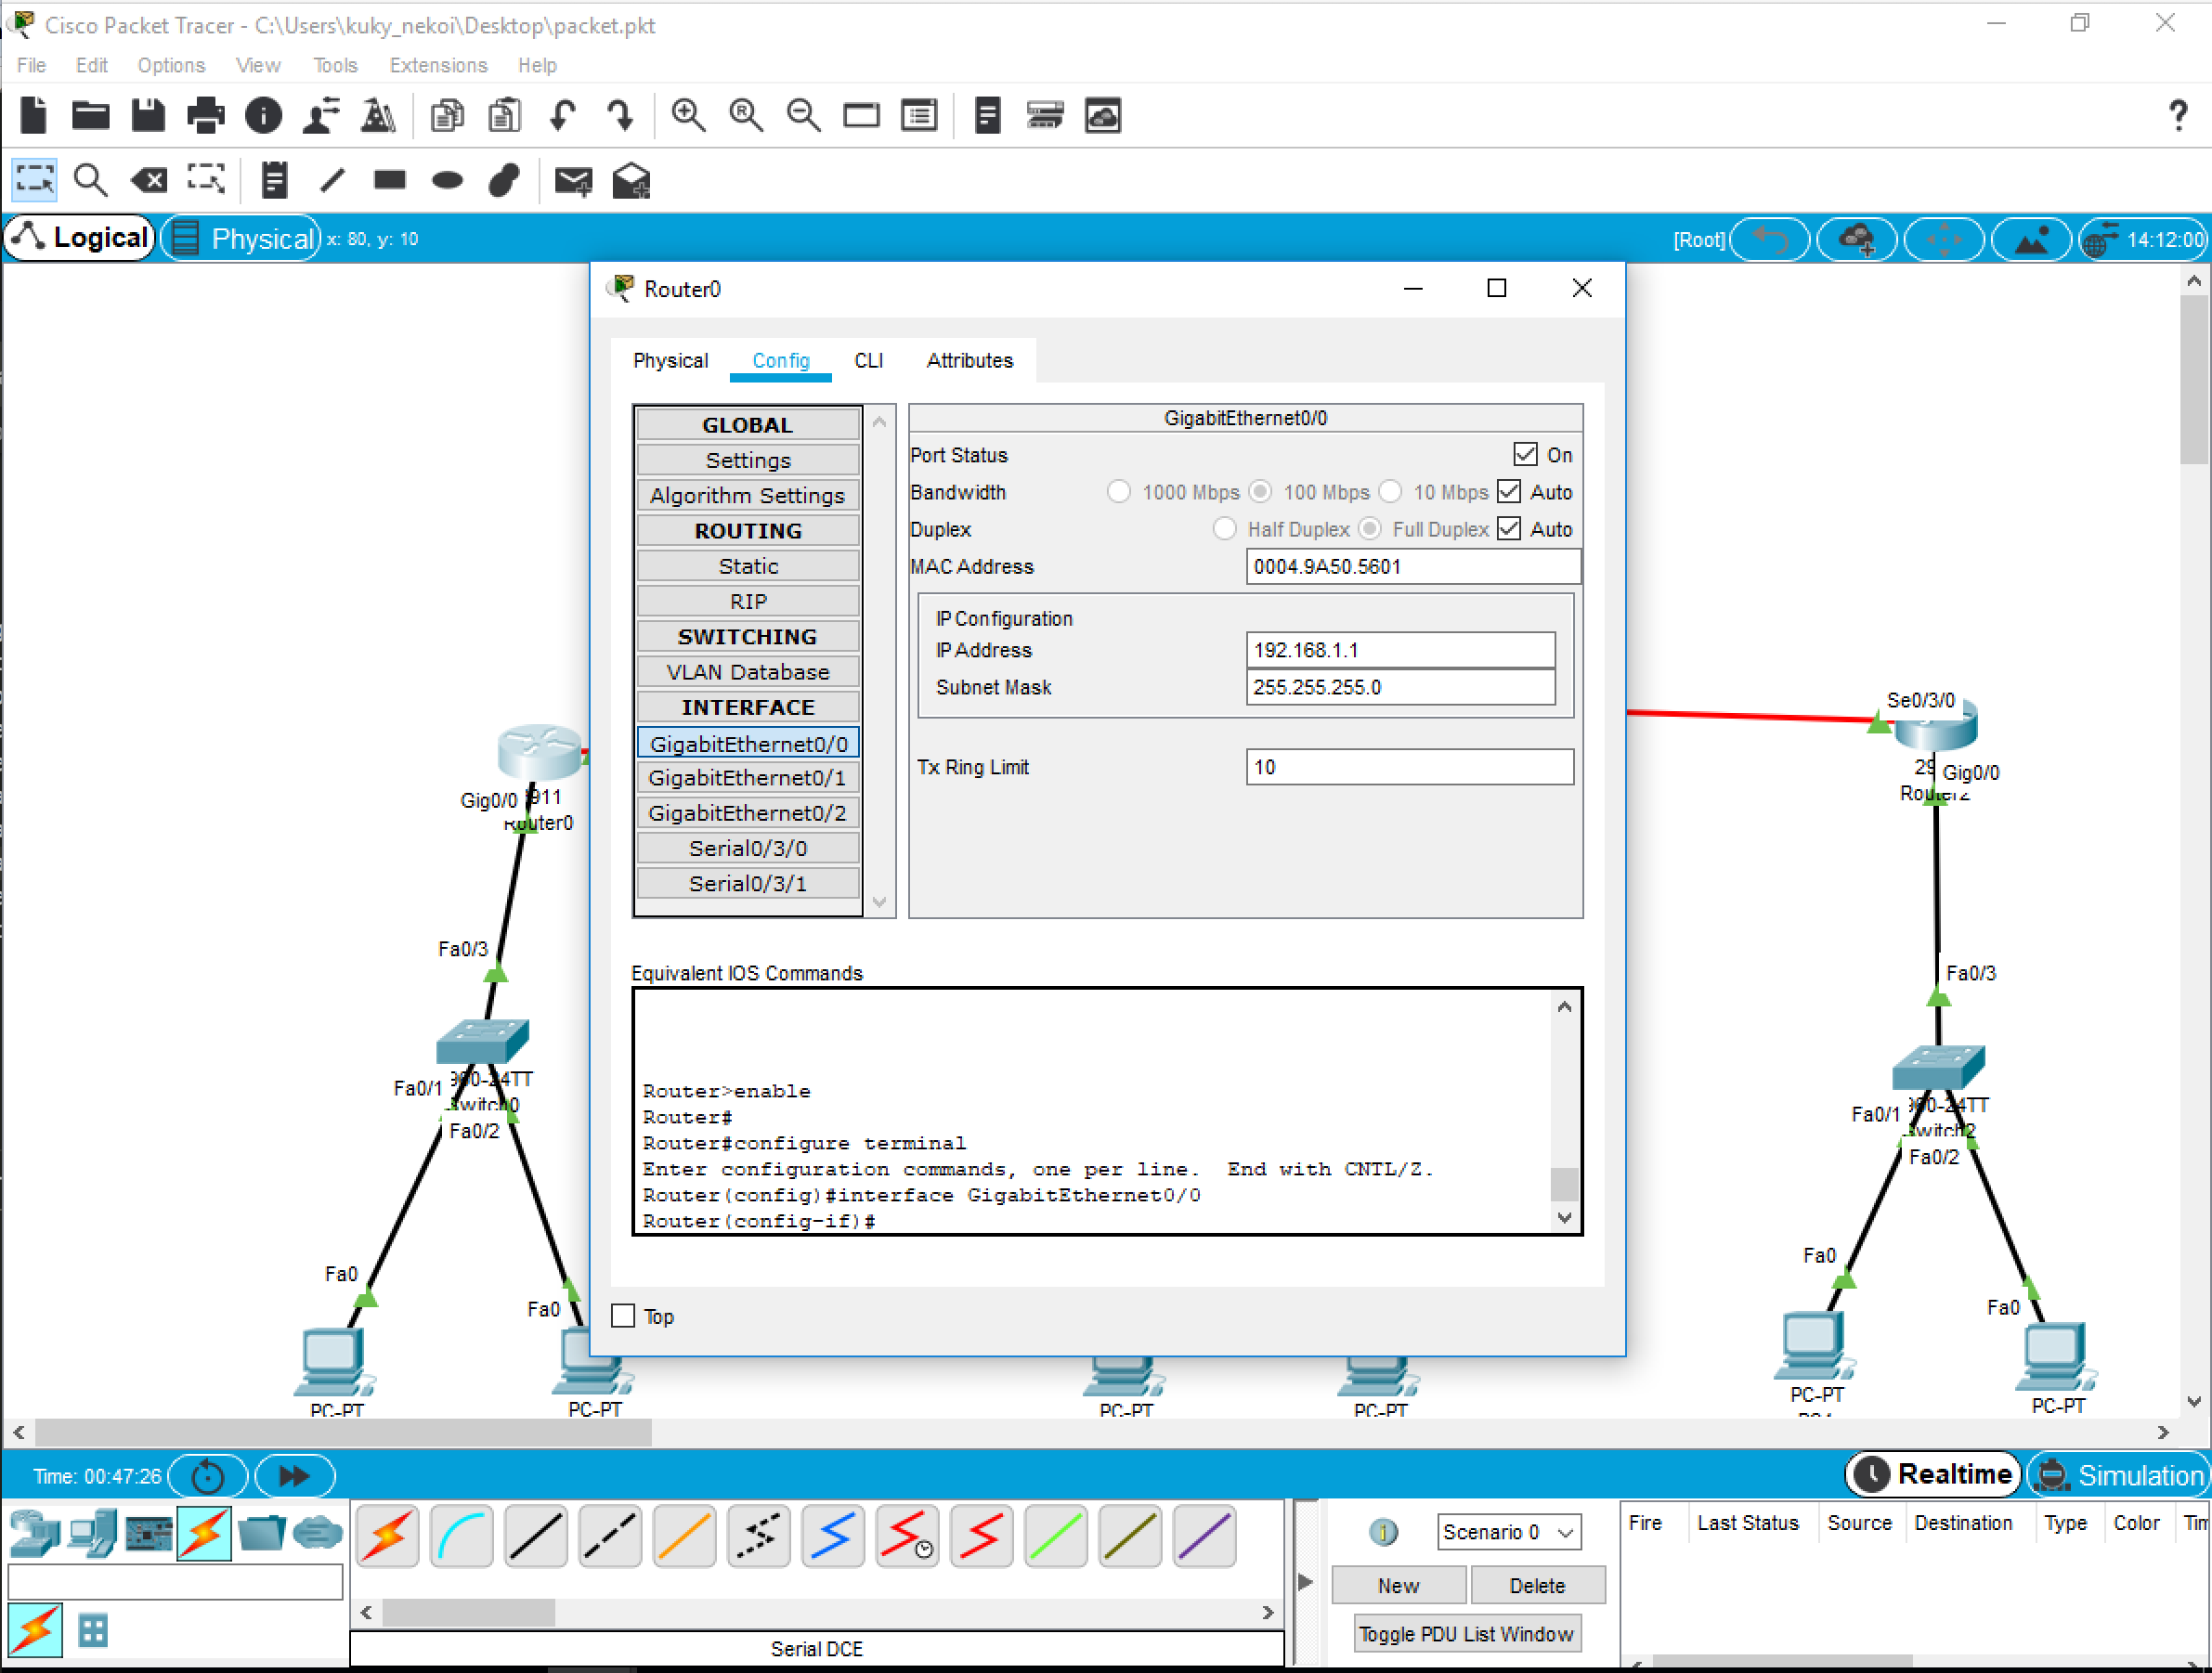 Cisco Packet Tracer - C:\Users\kuky_nekoi\Desktop\packet.pkt
File Edit Options View Tools Extensions Help
Logical Physical x: 80, y: 10 [Root] 14:12:00
Router0
Physical Config CLI Attributes
GLOBAL
Settings
Algorithm Settings
ROUTING
Static
RIP
SWITCHING
VLAN Database
INTERFACE
GigabitEthernet0/0
GigabitEthernet0/1
GigabitEthernet0/2
Serial0/3/0
Serial0/3/1
GigabitEthernet0/0
Port Status On
Bandwidth 1000 Mbps 100 Mbps 10 Mbps Auto
Duplex Half Duplex Full Duplex Auto
MAC Address 0004.9A50.5601
IP Configuration
IP Address 192.168.1.1
Subnet Mask 255.255.255.0
Tx Ring Limit 10
Equivalent IOS Commands
Router>enable
Router#
Router#configure terminal
Enter configuration commands, one per line. End with CNTL/Z.
Router(config)#interface GigabitEthernet0/0
Router(config-if)#
Top
Gig0/0 911
Router0
Fa0/3
Fa0/1
Fa0/2
Fa0
Fa0
PC-PT
PC-PT
PC-PT
PC-PT
Se0/3/0
29 Gig0/0
Router2
Fa0/3
Fa0/1
Fa0/2
Fa0
Fa0
PC-PT
PC-PT
Time: 00:47:26 Realtime Simulation
Serial DCE
Scenario 0
New Delete
Toggle PDU List Window
Fire Last Status Source Destination Type Color Tim